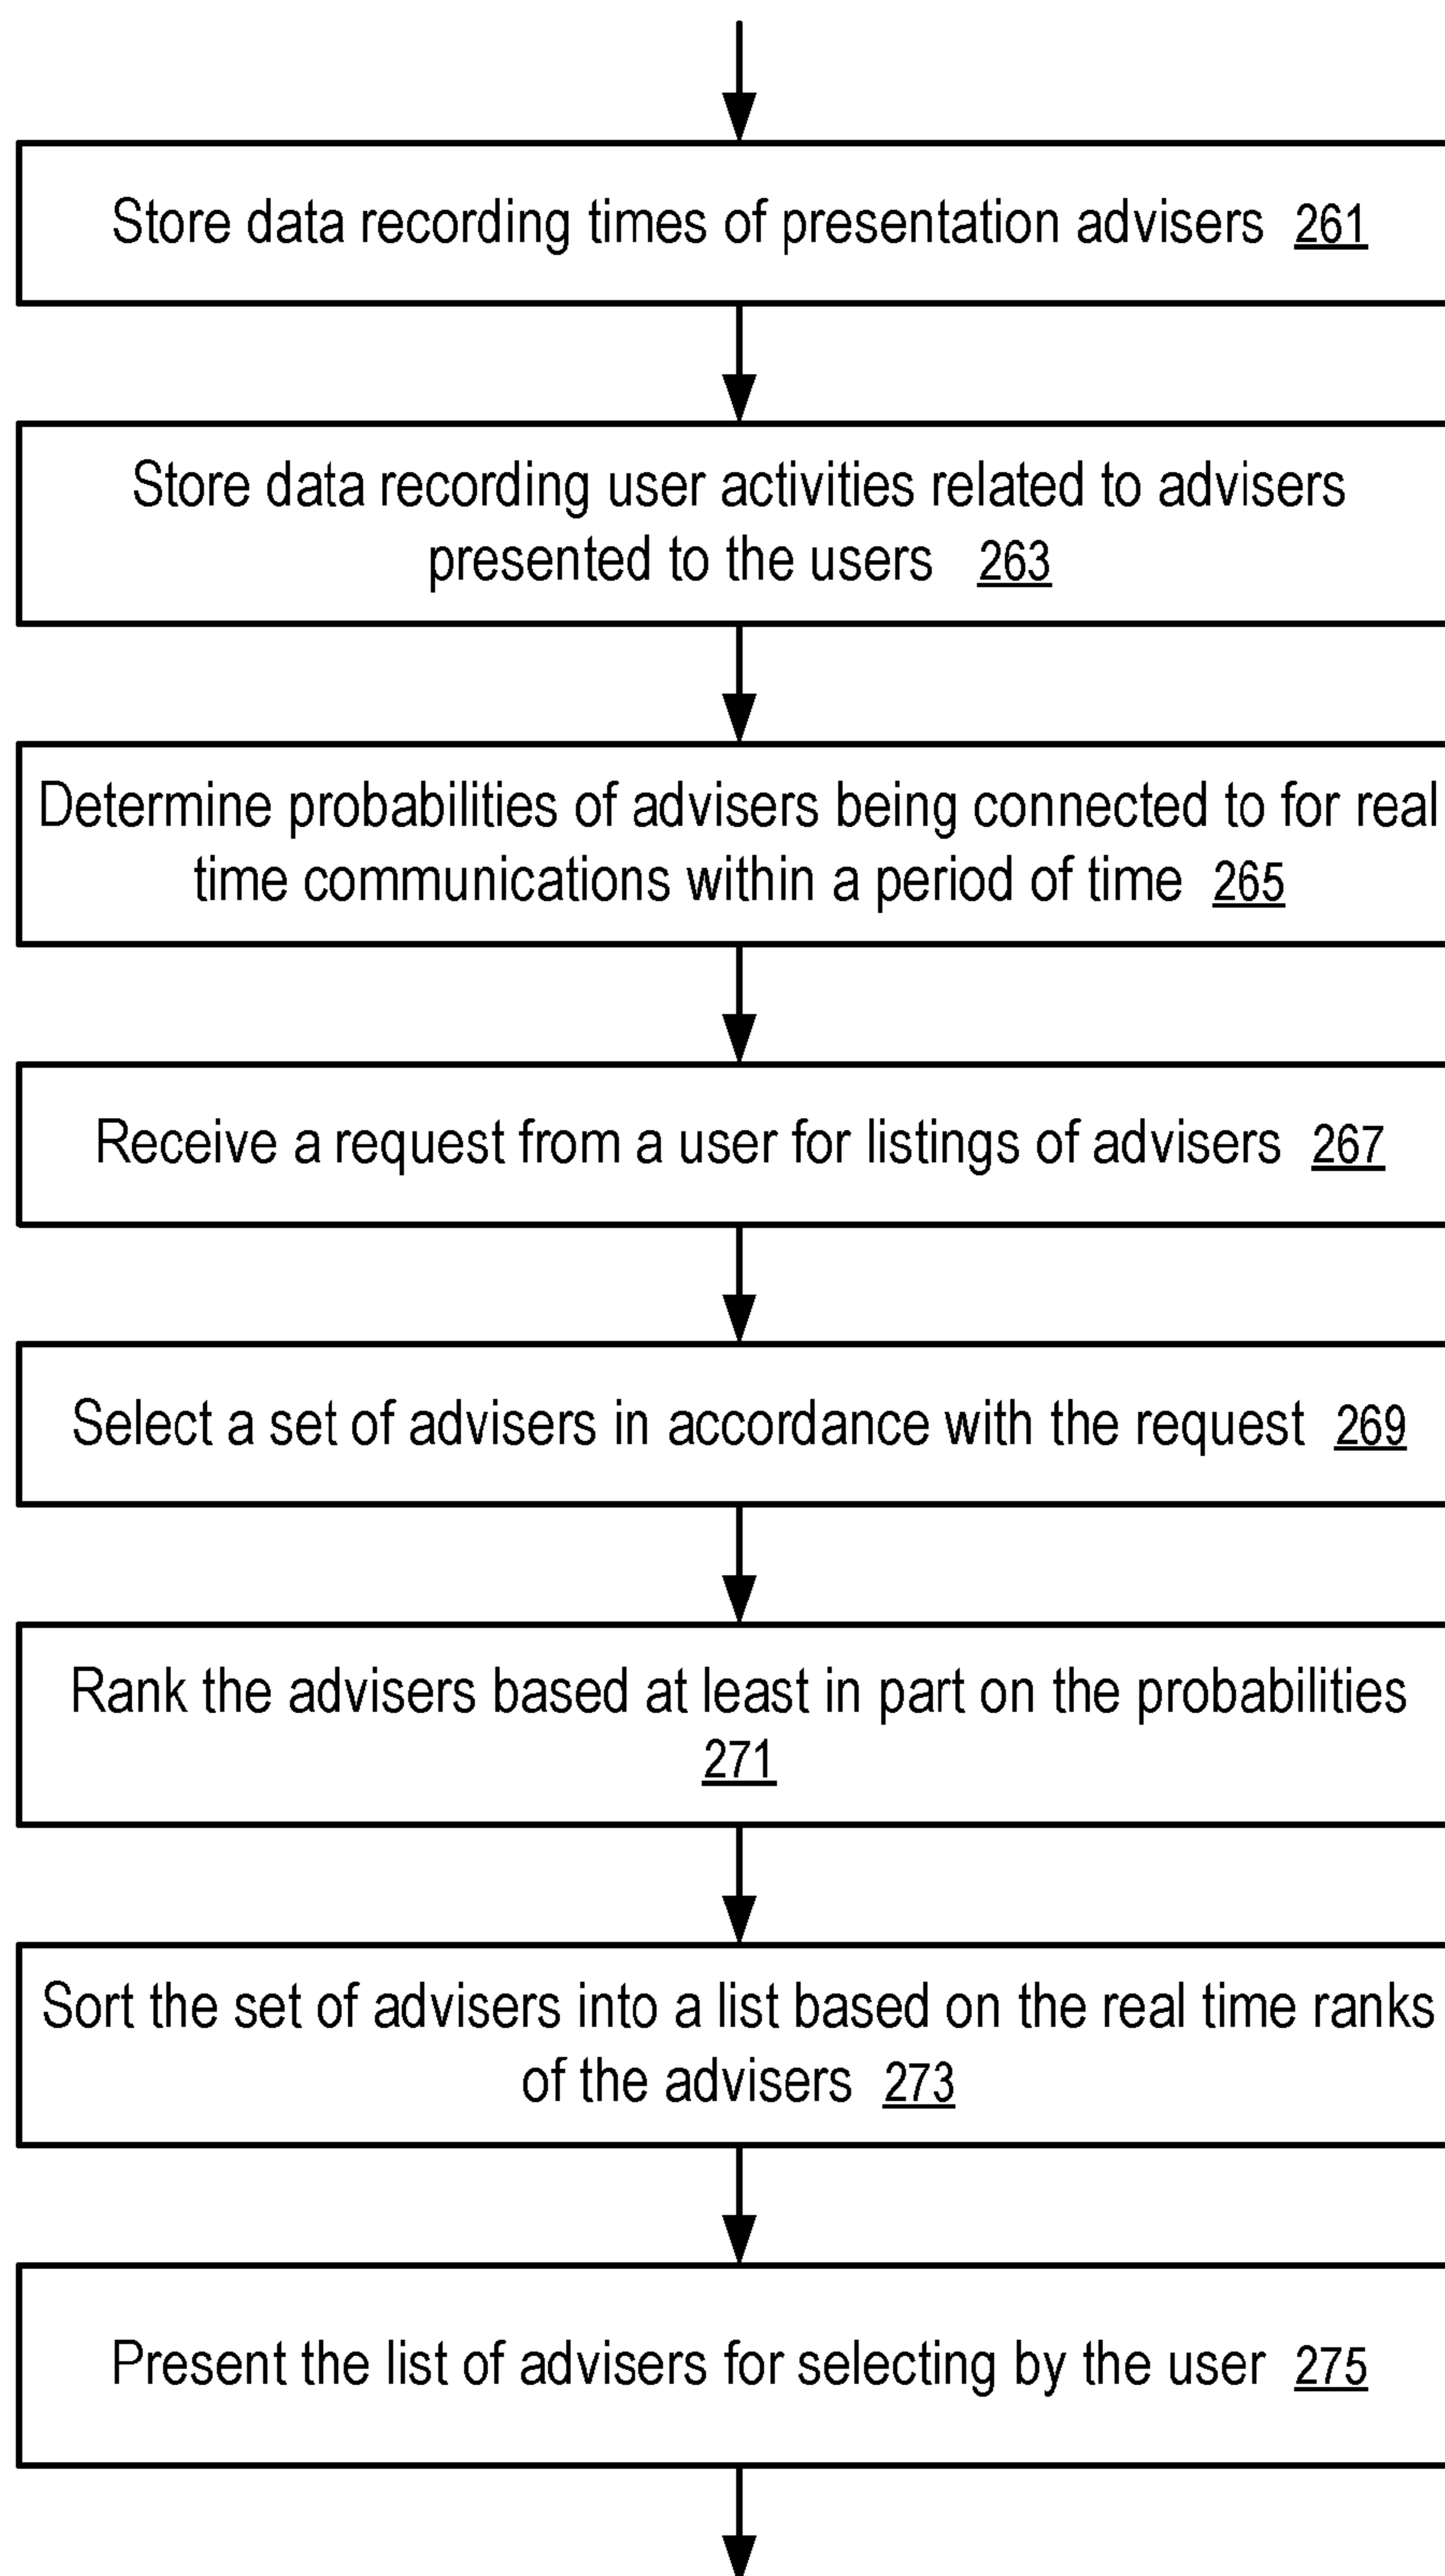 Store data recording times of presentation advisers 261
Store data recording user activities related to advisers
presented to the users 263
Determine probabilities of advisers being connected to for real
time communications within a period of time 265
Receive a request from a user for listings of advisers 267
Select a set of advisers in accordance with the request 269
Rank the advisers based at least in part on the probabilities
271
Sort the set of advisers into a list based on the real time ranks
of the advisers 273
Present the list of advisers for selecting by the user 275